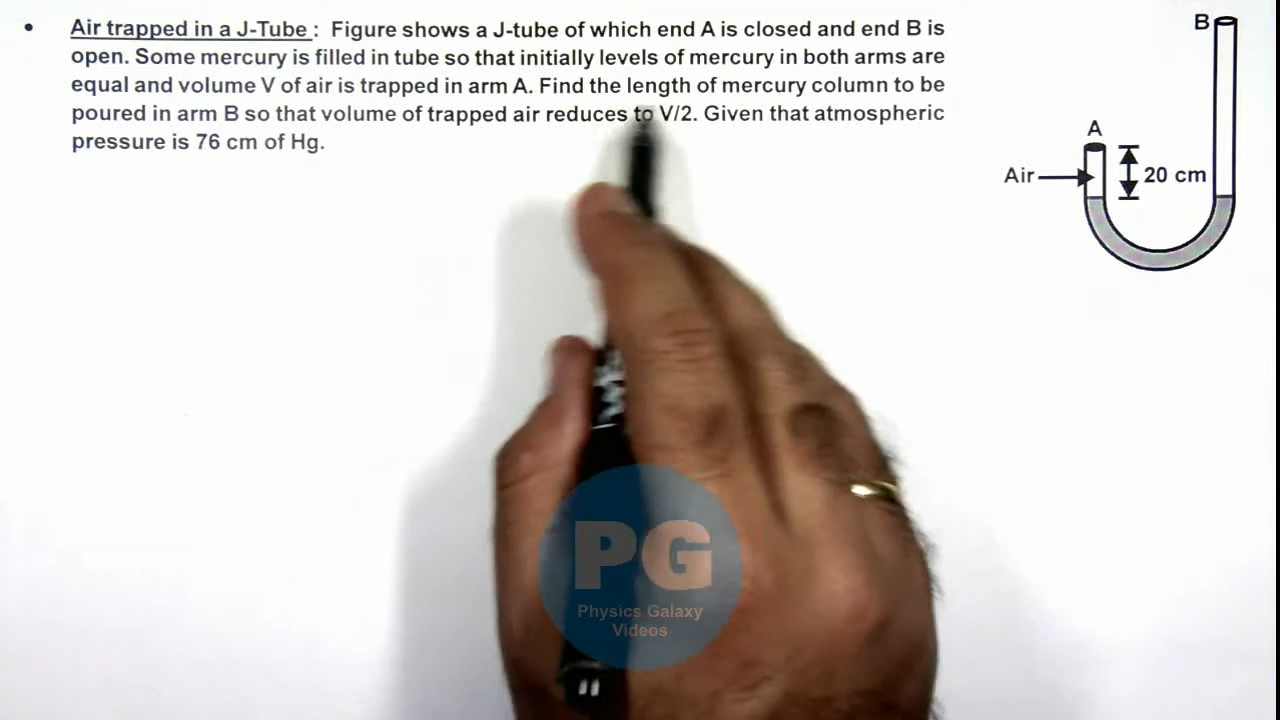 • Air trapped in a J-Tube : Figure shows a J-tube of which end A is closed and end B is
open. Some mercury is filled in tube so that initially levels of mercury in both arms are
equal and volume V of air is trapped in arm A. Find the length of mercury column to be
poured in arm B so that volume of trapped air reduces to V/2. Given that atmospheric
pressure is 76 cm of Hg.
B
A
Air
20 cm
PG
Physics Galaxy
Videos